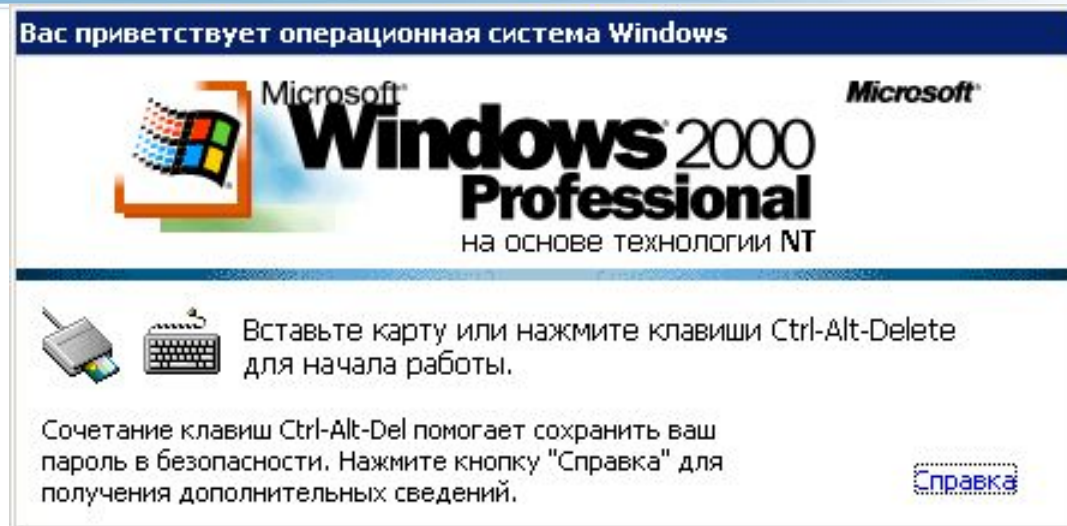 Вас приветствует операционная система Windows
Microsoft
Microsoft
Windows 2000
Professional
на основе технологии NT
Вставьте карту или нажмите клавиши Ctrl-Alt-Delete
для начала работы.
Сочетание клавиш Ctrl-Alt-Del помогает сохранить ваш
пароль в безопасности. Нажмите кнопку "Справка" для
получения дополнительных сведений.
Справка